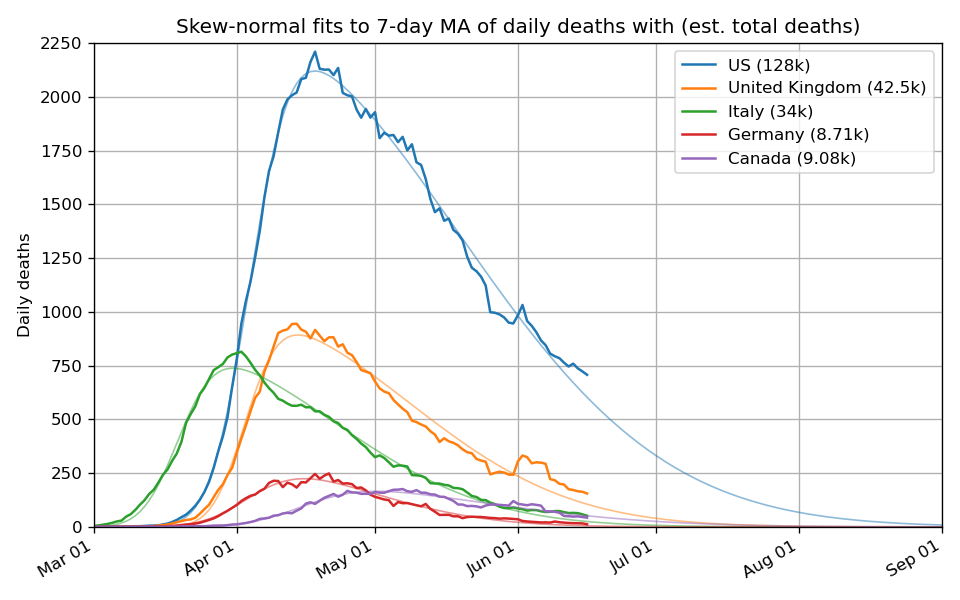 Skew-normal fits to 7-day MA of daily deaths with (est. total deaths)
2250
2000
1750
1500
1250
1000
750
500
250
0
Daily deaths
US (128k)
United Kingdom (42.5k)
Italy (34k)
Germany (8.71k)
Canada (9.08k)
Mar 01
Apr 01
May 01
Jun 01
Jul 01
Aug 01
Sep 01